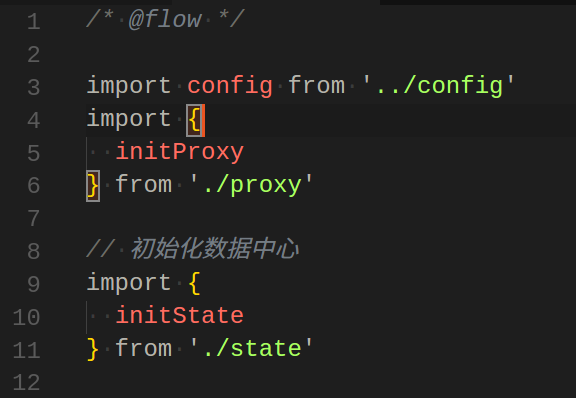 1 /* @flow */
2
3 import config from '../config'
4 import {
5   initProxy
6 } from './proxy'
7
8 // 初始化数据中心
9 import {
10   initState
11 } from './state'
12